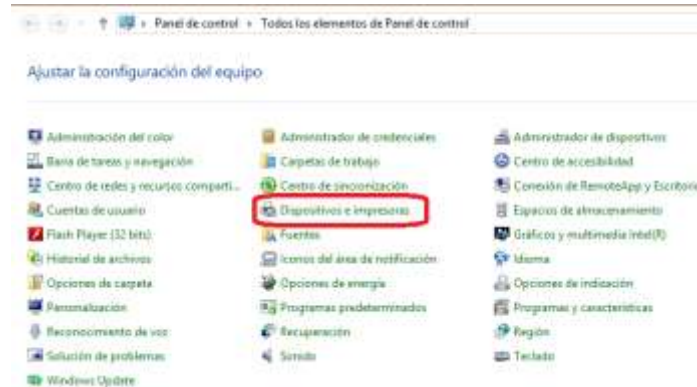 Panel de control ▸ Todos los elementos de Panel de control
Ajustar la configuración del equipo
Administración del color
Administrador de credenciales
Administrador de dispositivos
Barra de tareas y navegación
Carpetas de trabajo
Centro de accesibilidad
Centro de redes y recursos comparti...
Centro de sincronización
Conexión de RemoteApp y Escritorio
Cuentas de usuario
Dispositivos e impresoras
Espacios de almacenamiento
Flash Player (32 bits)
Fuentes
Gráficos y multimedia Intel(R)
Historial de archivos
Iconos del área de notificación
Idioma
Opciones de carpeta
Opciones de energía
Opciones de indización
Personalización
Programas predeterminados
Programas y características
Reconocimiento de voz
Recuperación
Región
Solución de problemas
Sonido
Teclado
Windows Update